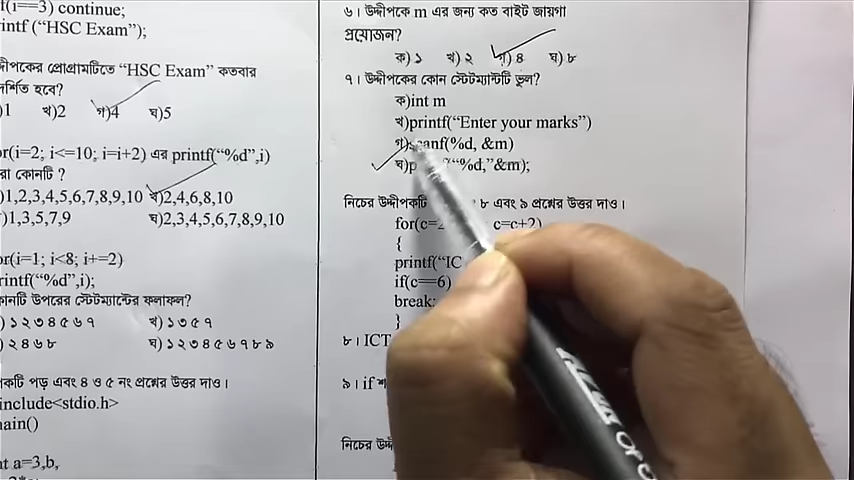 f(i==3) continue;
rintf (“HSC Exam”);
দীপকের প্রোগ্রামটিতে “HSC Exam” কতবার
র্শিত হবে?
1 খ)2 গ)4 ঘ)5
or(i=2; i<=10; i=i+2) এর printf(“%d”,i)
রা কোনটি ?
)1,2,3,4,5,6,7,8,9,10 খ)2,4,6,8,10
)1,3,5,7,9 ঘ)2,3,4,5,6,7,8,9,10
or(i=1; i<8; i+=2)
rintf(“%d”,i);
কানটি উপরের স্টেটম্যান্টের ফলাফল?
) ১ ২ ৩ ৪ ৫ ৬ ৭ খ) ১ ৩ ৫ ৭
) ২ ৪ ৬ ৮ ঘ) ১ ২ ৩ ৪ ৫ ৬ ৭ ৮ ৯
পকটি পড় এবং ৪ ও ৫ নং প্রশ্নের উত্তর দাও।
include<stdio.h>
nain()
nt a=3,b,
৬। উদ্দীপকে m এর জন্য কত বাইট জায়গা
প্রয়োজন?
ক) ১ খ) ২ গ) ৪ ঘ) ৮
৭। উদ্দীপকের কোন স্টেটম্যান্টটি ভুল?
ক)int m
খ)printf(“Enter your marks”)
গ)scanf(%d, &m)
ঘ)p “%d,”&m);
নিচের উদ্দীপকটি ৮ এবং ৯ প্রশ্নের উত্তর দাও।
for(c=2 ; c=c+2)
{
printf(“IC
if(c==6)
break;
}
৮। ICT
৯। if
নিচের